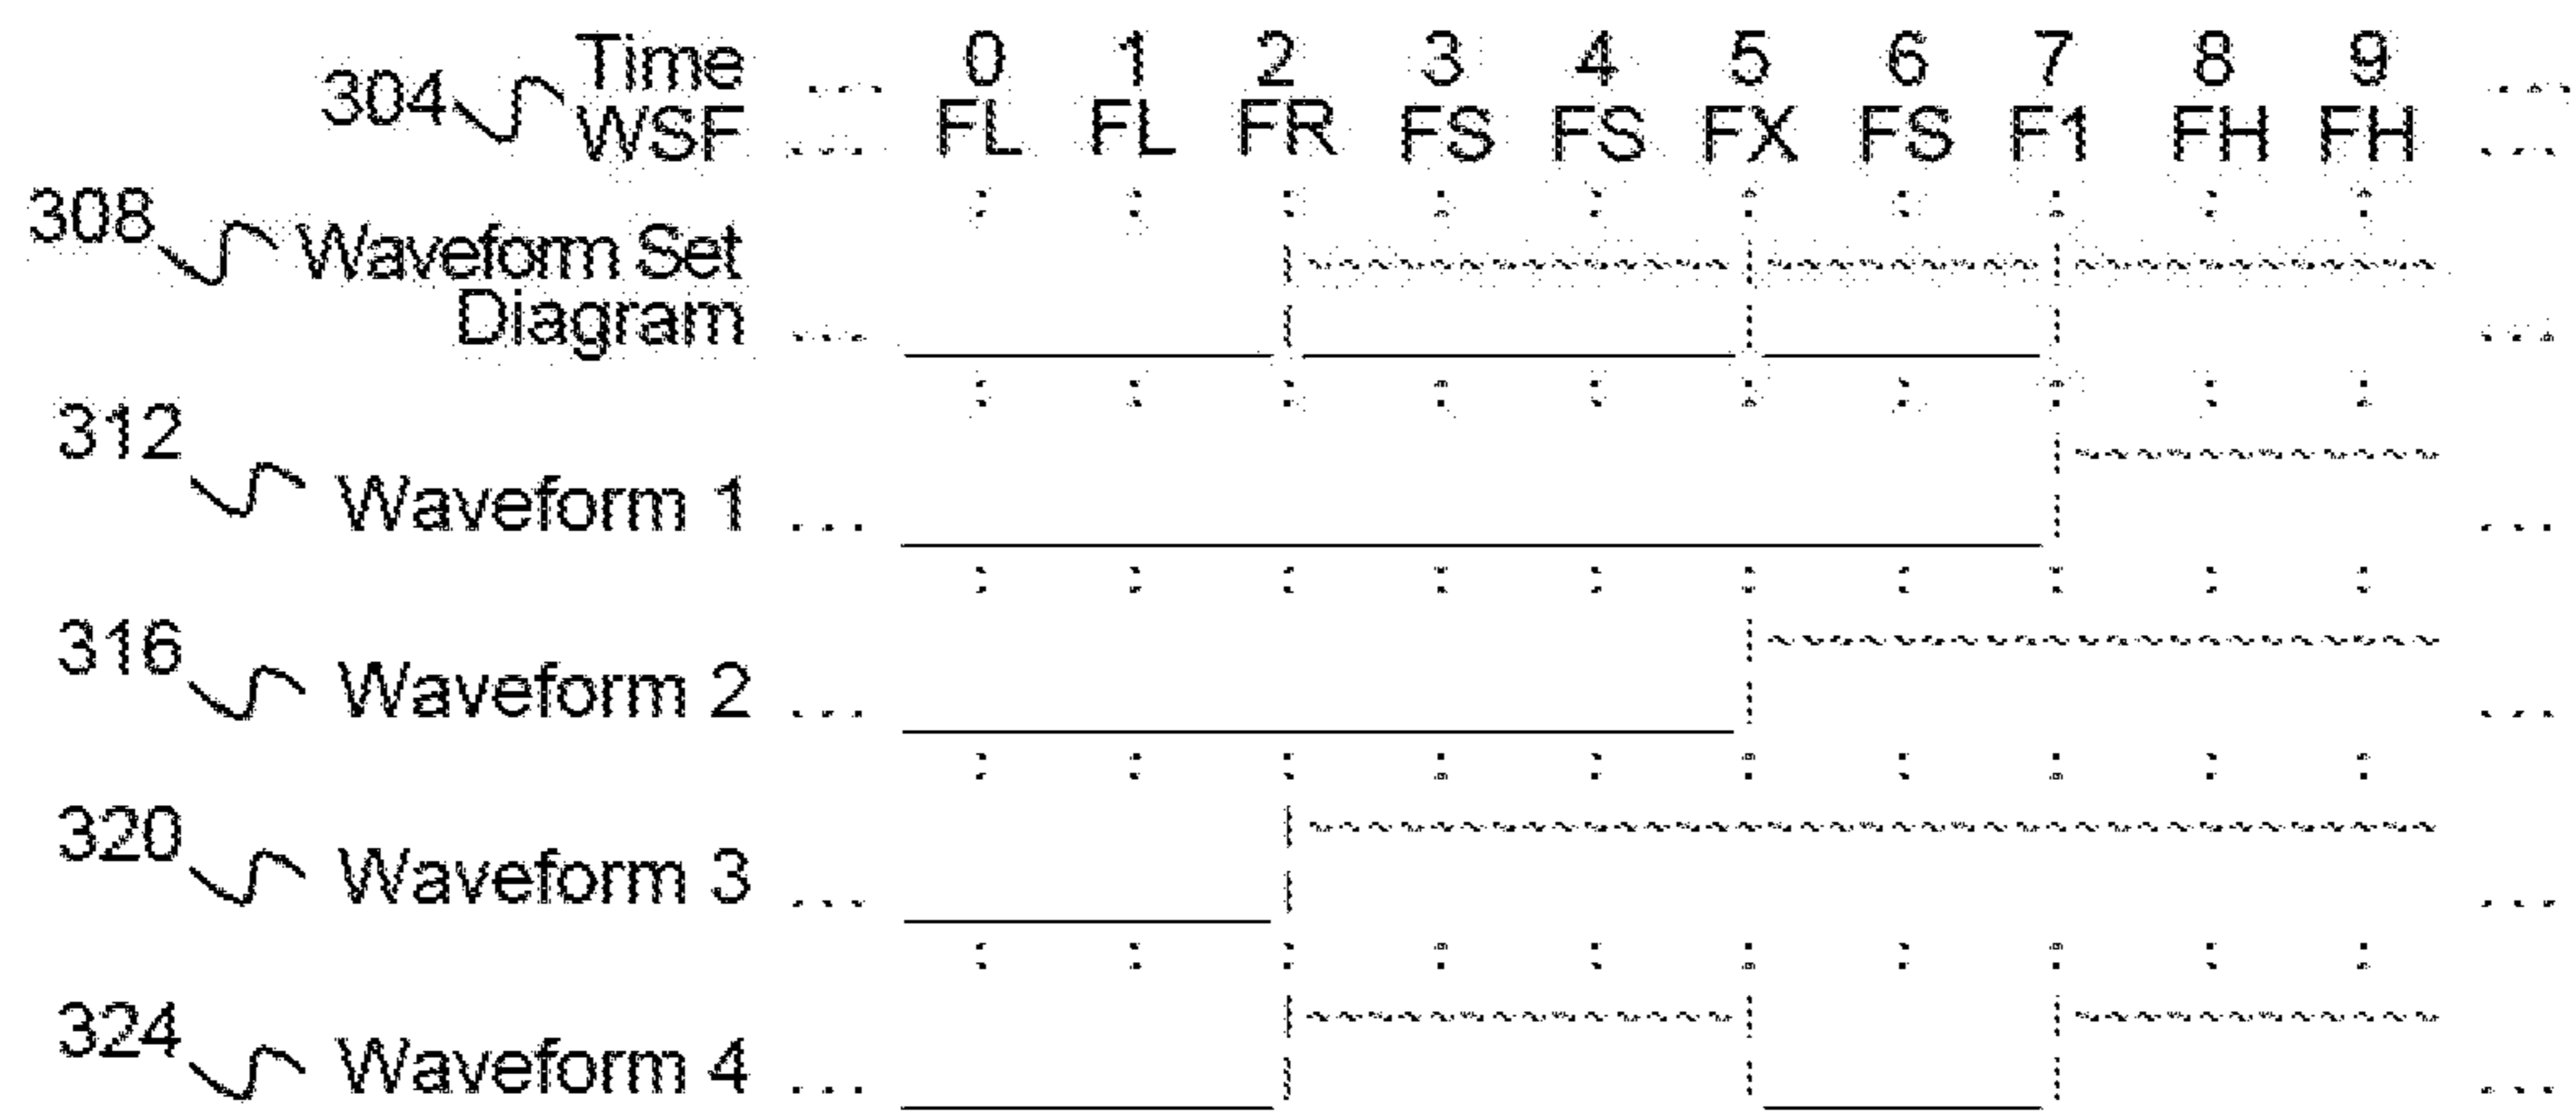 304 Time ... 0 1 2 3 4 5 6 7 8 9 ...
WSF ... FL FL FR FS FS FX FS F1 FH FH ...
308 Waveform Set
Diagram ... ...
312 Waveform 1 ... ...
316 Waveform 2 ... ...
320 Waveform 3 ... ...
324 Waveform 4 ... ...